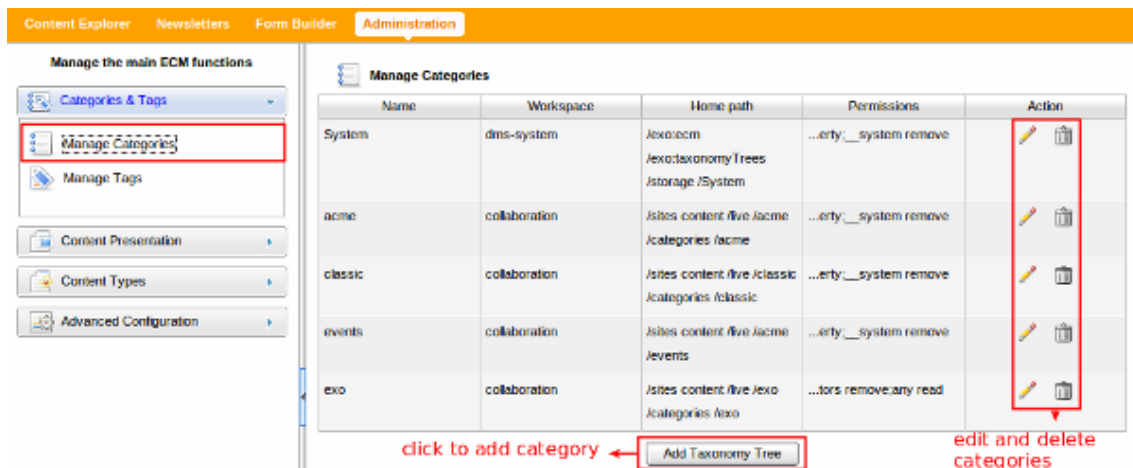 Content Explorer Newsletters Form Builder Administration
Manage the main ECM functions
Categories & Tags
Manage Categories
Manage Tags
Content Presentation
Content Types
Advanced Configuration
Manage Categories
Name Workspace Home path Permissions Action
System dms-system /exo:ecm ...erty;__system remove
/exo:taxonomyTrees
/storage /System
acme collaboration /sites content /live /acme ...erty;__system remove
/categories /acme
classic collaboration /sites content /live /classic ...erty;__system remove
/categories /classic
events collaboration /sites content /live /acme ...erty;__system remove
/events
exo collaboration /sites content /live /exo ...tors remove;any read
/categories /exo
click to add category Add Taxonomy Tree
edit and delete
categories